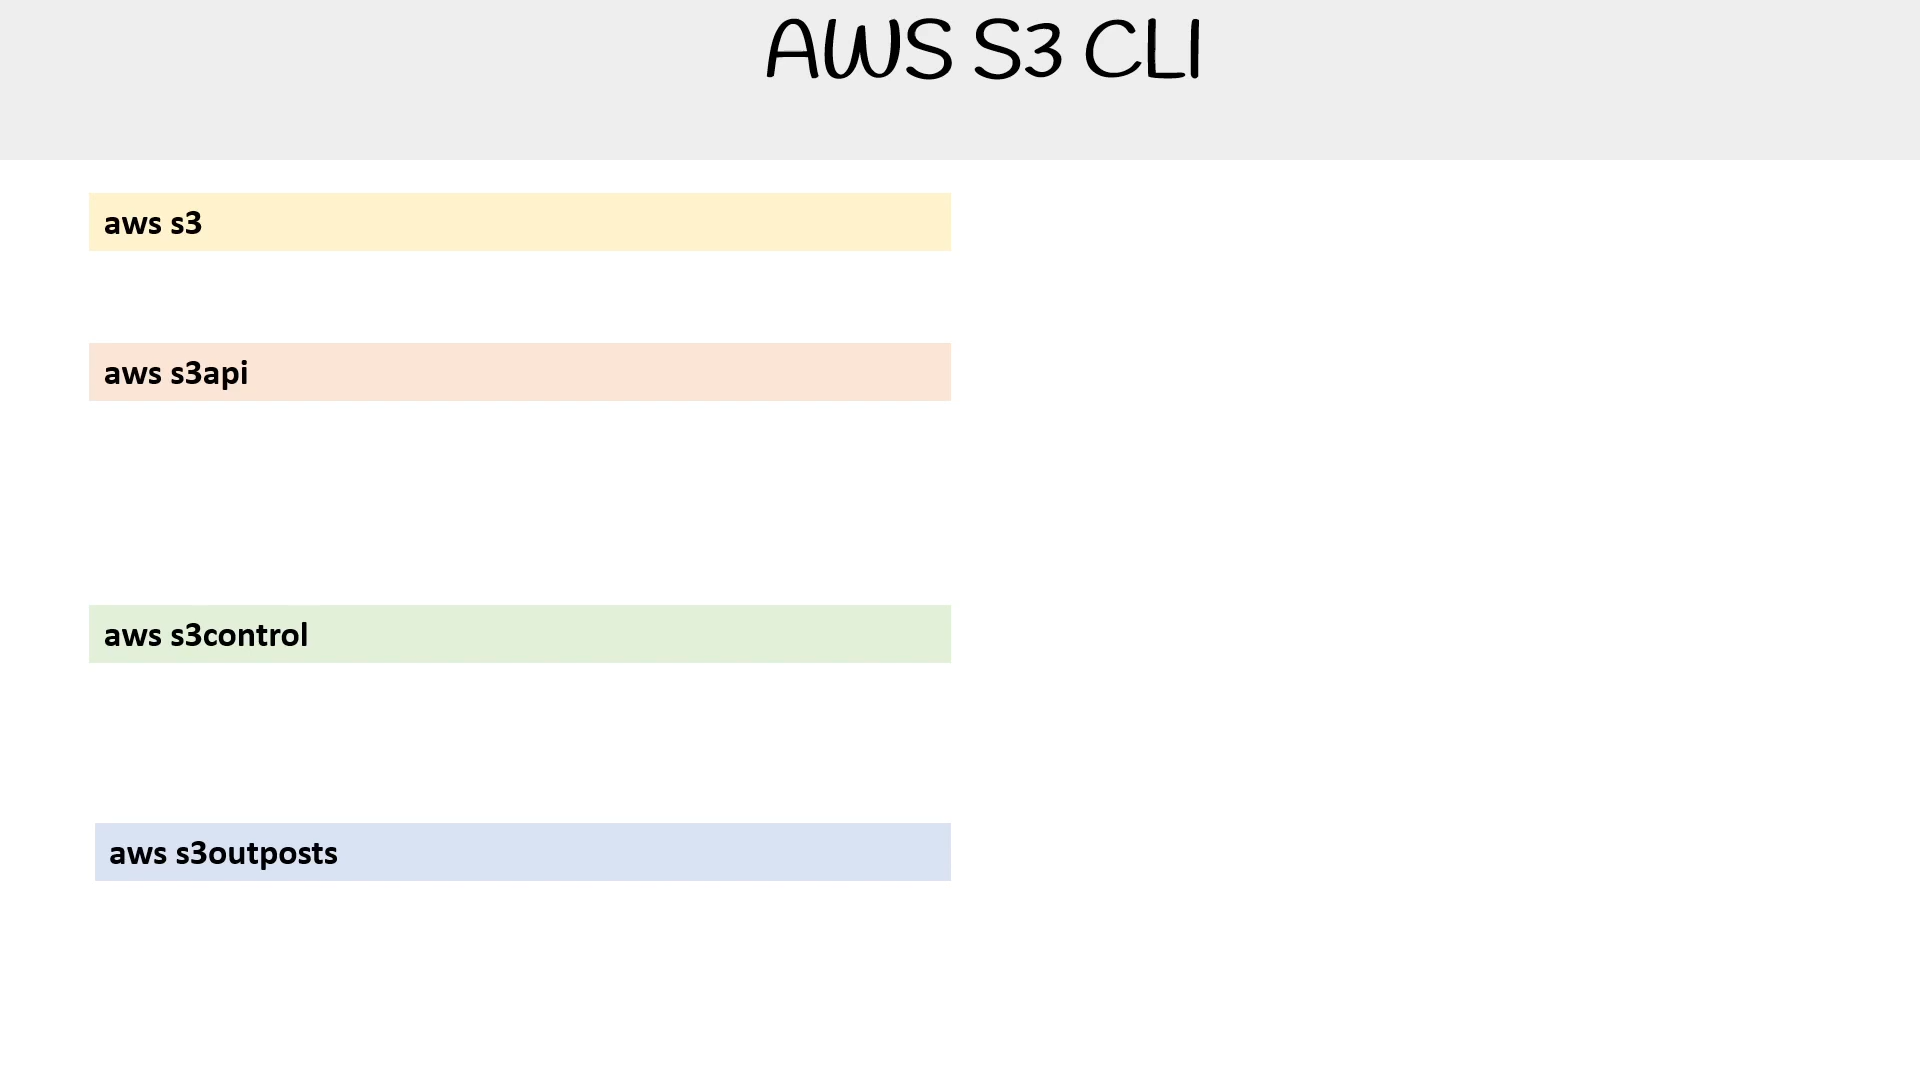 AWS S3 CLI
aws s3
aws s3api
aws s3control
aws s3outposts